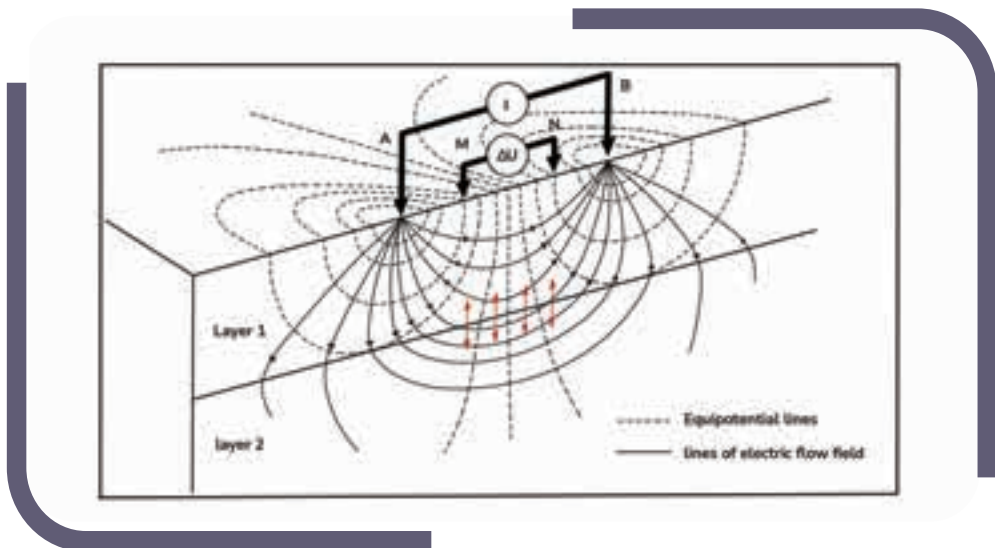 B
I
A
M
N
ΔU
Layer 1
layer 2
Equipotential lines
lines of electric flow field